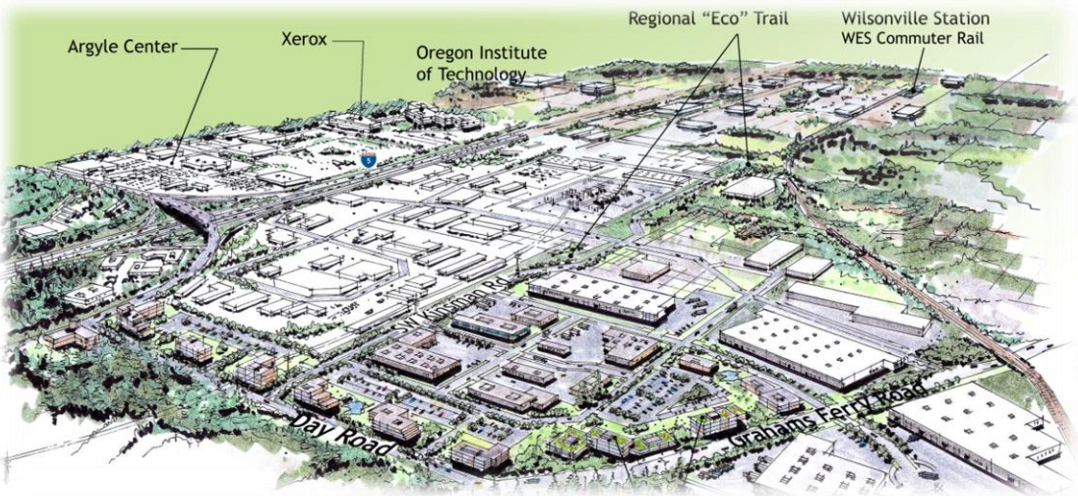 Argyle Center
Xerox
Oregon Institute
of Technology
Regional “Eco” Trail
Wilsonville Station
WES Commuter Rail
5
SW Kinsman Rd
Day Road
Grahams Ferry Road